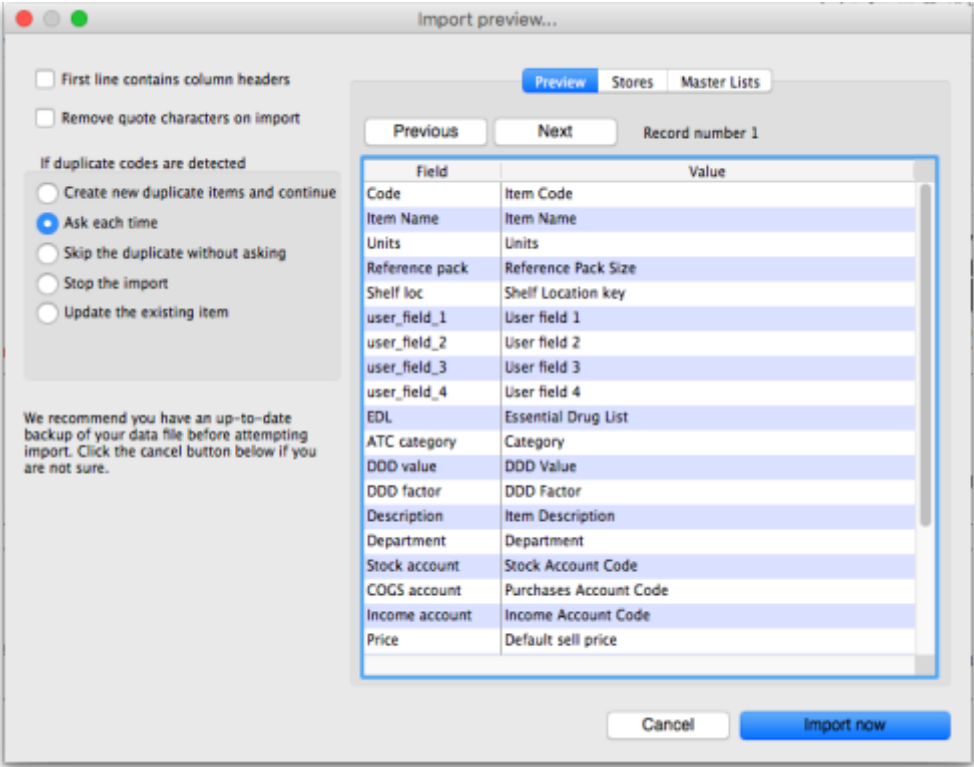 Import preview...
First line contains column headers
Remove quote characters on import
If duplicate codes are detected
Create new duplicate items and continue
Ask each time
Skip the duplicate without asking
Stop the import
Update the existing item
We recommend you have an up-to-date
backup of your data file before attempting
import. Click the cancel button below if you
are not sure.
Preview Stores Master Lists
Previous Next Record number 1
Field Value
Code Item Code
Item Name Item Name
Units Units
Reference pack Reference Pack Size
Shelf loc Shelf Location key
user_field_1 User field 1
user_field_2 User field 2
user_field_3 User field 3
user_field_4 User field 4
EDL Essential Drug List
ATC category Category
DDD value DDD Value
DDD factor DDD Factor
Description Item Description
Department Department
Stock account Stock Account Code
COGS account Purchases Account Code
Income account Income Account Code
Price Default sell price
Cancel Import now